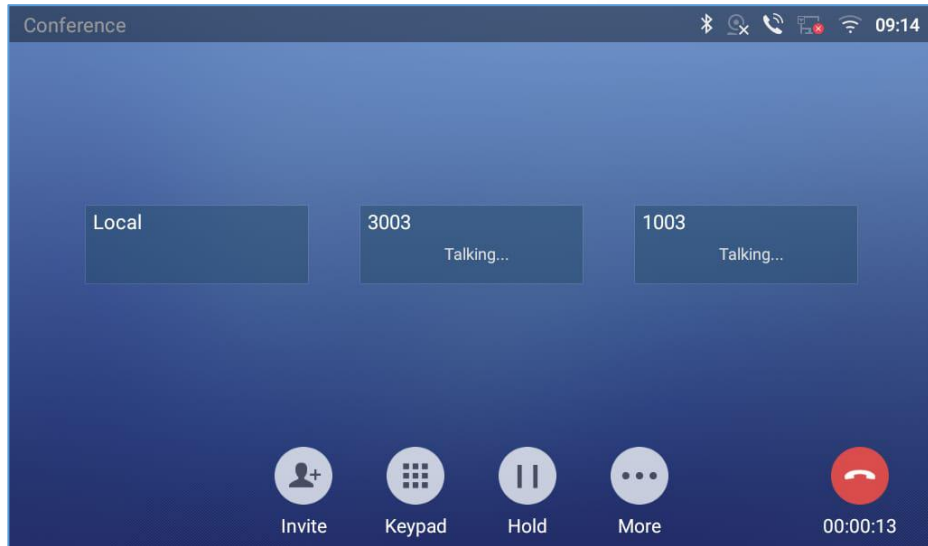 Conference
09:14
Local
3003
Talking...
1003
Talking...
Invite
Keypad
Hold
More
00:00:13